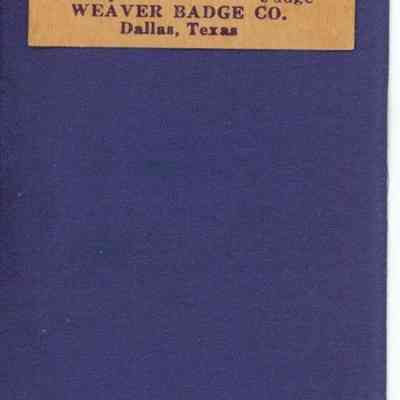 WEAVER BADGE CO.
Dallas, Texas